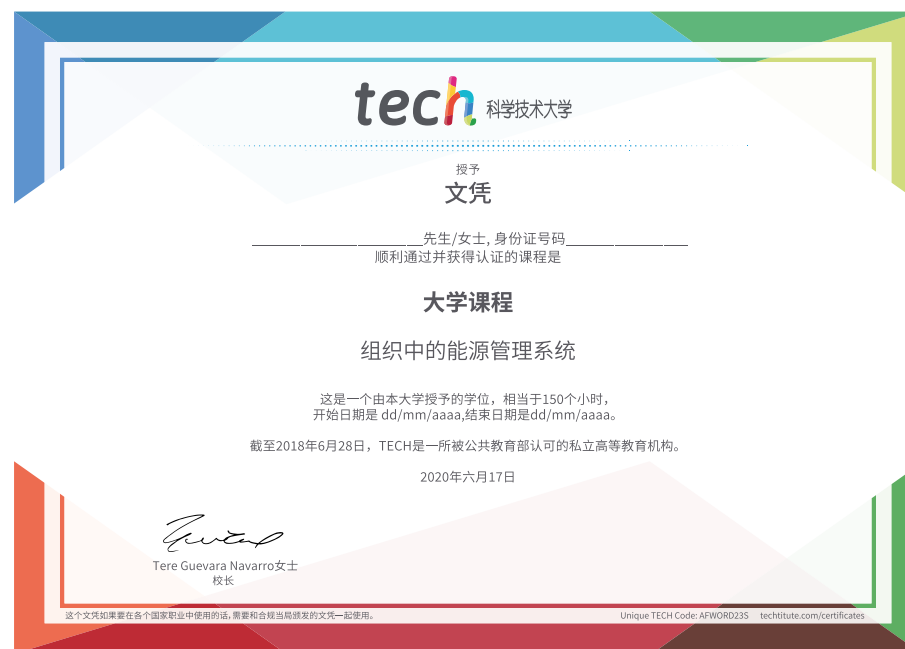 tech 科学技术大学
授予
文凭
先生/女士, 身份证号码
顺利通过并获得认证的课程是
大学课程
组织中的能源管理系统
这是一个由本大学授予的学位，相当于150个小时，
开始日期是 dd/mm/aaaa,结束日期是dd/mm/aaaa。
截至2018年6月28日，TECH是一所被公共教育部认可的私立高等教育机构。
2020年六月17日
Tere Guevara Navarro女士
校长
这个文凭如果要在各个国家职业中使用的话,需要和合规当局颁发的文凭一起使用。
Unique TECH Code: AFWORD23S techtitute.com/certificates